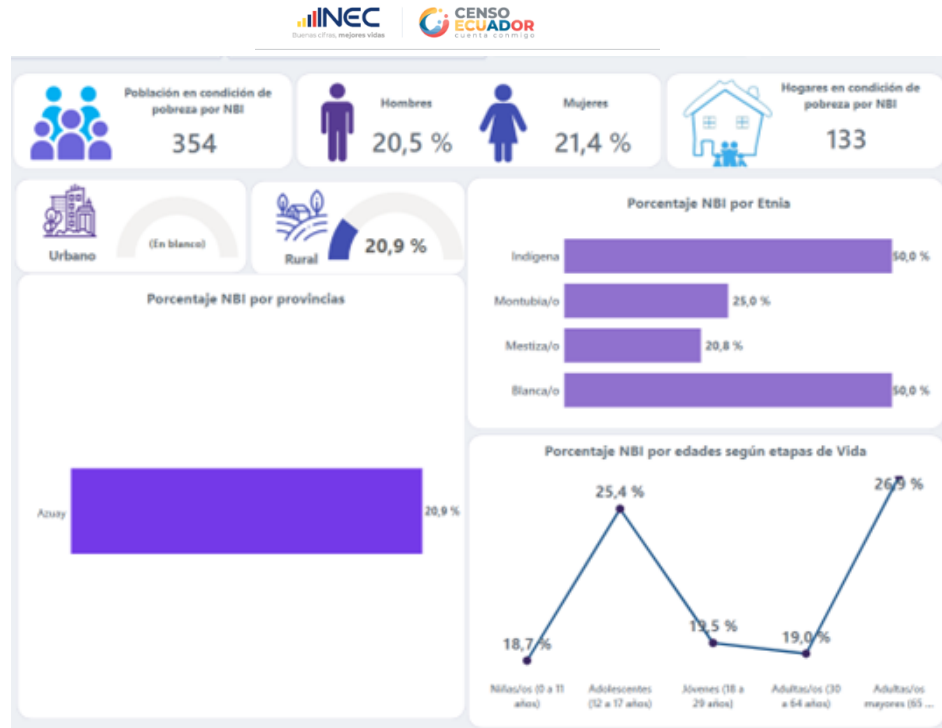 INEC
Buenas cifras, mejores vidas
CENSO
ECUADOR
cuenta conmigo
Población en condición de
pobreza por NBI
354
Hombres
20,5 %
Mujeres
21,4 %
Hogares en condición de
pobreza por NBI
133
Urbano
(En blanco)
Rural
20,9 %
Porcentaje NBI por Etnia
Indígena
50,0 %
Montubia/o
25,0 %
Mestiza/o
20,8 %
Blanca/o
50,0 %
Porcentaje NBI por provincias
Azuay
20,9 %
Porcentaje NBI por edades según etapas de Vida
18,7 %
25,4 %
19,5 %
19,0 %
26,9 %
Niñas/os (0 a 11
años)
Adolescentes
(12 a 17 años)
Jóvenes (18 a
29 años)
Adultas/os (30
a 64 años)
Adultas/os
mayores (65 ...